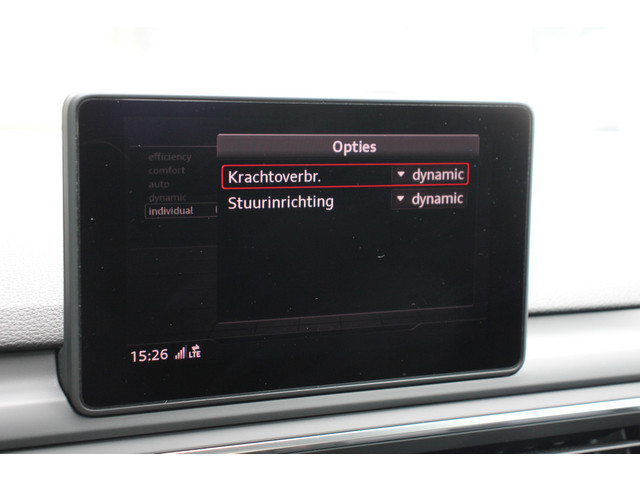 Opties
efficiency
comfort
auto
dynamic
individual
Krachtoverbr. dynamic
Stuurinrichting dynamic
15:26 LTE